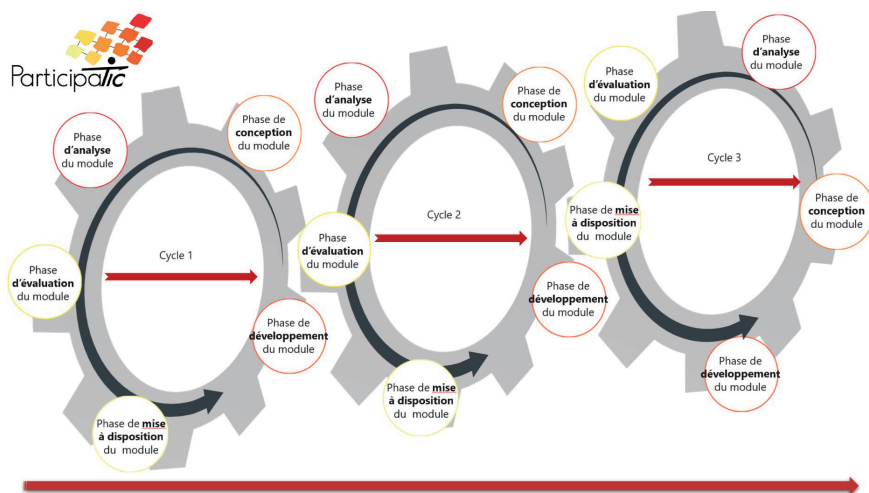 ParticipaTic
Phase
d'analyse
du module
Phase de
conception
du module
Cycle 1
Phase
d'évaluation
du module
Phase de
développement
du module
Phase de mise
à disposition
du module
Phase
d'analyse
du module
Phase de
conception
du module
Cycle 2
Phase
d'évaluation
du module
Phase de
développement
du module
Phase de mise
à disposition
du module
Phase
d'évaluation
du module
Phase
d'analyse
du module
Cycle 3
Phase de mise
à disposition
du module
Phase de
conception
du module
Phase de
développement
du module